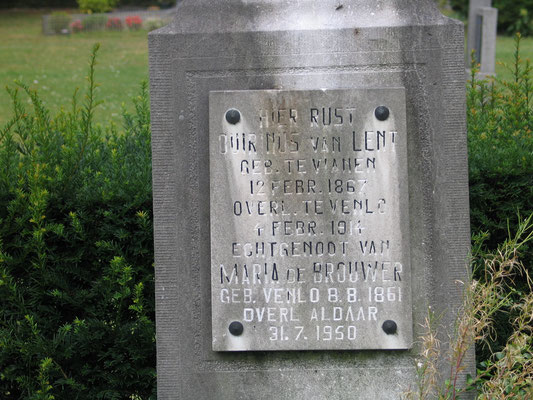 HIER RUST
QUIRINUS VAN LENT
GEB. TE VIANEN
12 FEBR. 1867
OVERL. TE VENLO
4 FEBR. 1914
ECHTGENOOT VAN
MARIA DE BROUWER
GEB. VENLO 8.8.1861
OVERL ALDAAR
31.7.1950